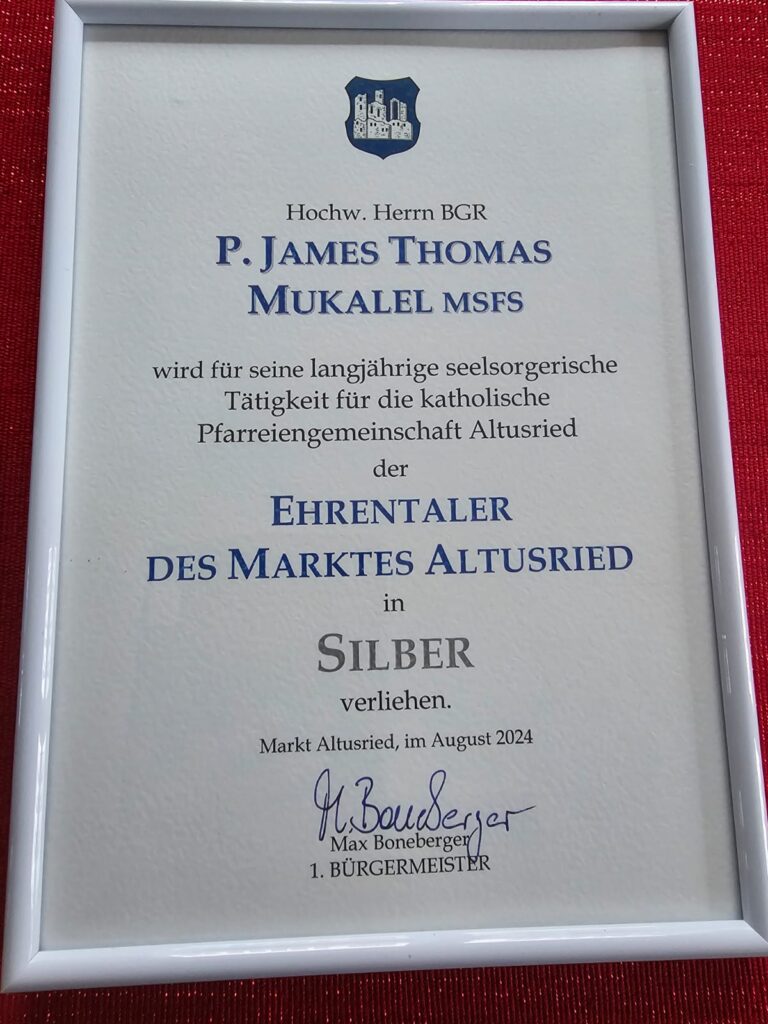 Hochw. Herrn BGR
P. JAMES THOMAS
MUKALEL MSFS
wird für seine langjährige seelsorgerische
Tätigkeit für die katholische
Pfarreiengemeinschaft Altusried
der
EHRENTALER
DES MARKTES ALTUSRIED
in
SILBER
verliehen.
Markt Altusried, im August 2024
M. Boneberger
Max Boneberger
1. BÜRGERMEISTER